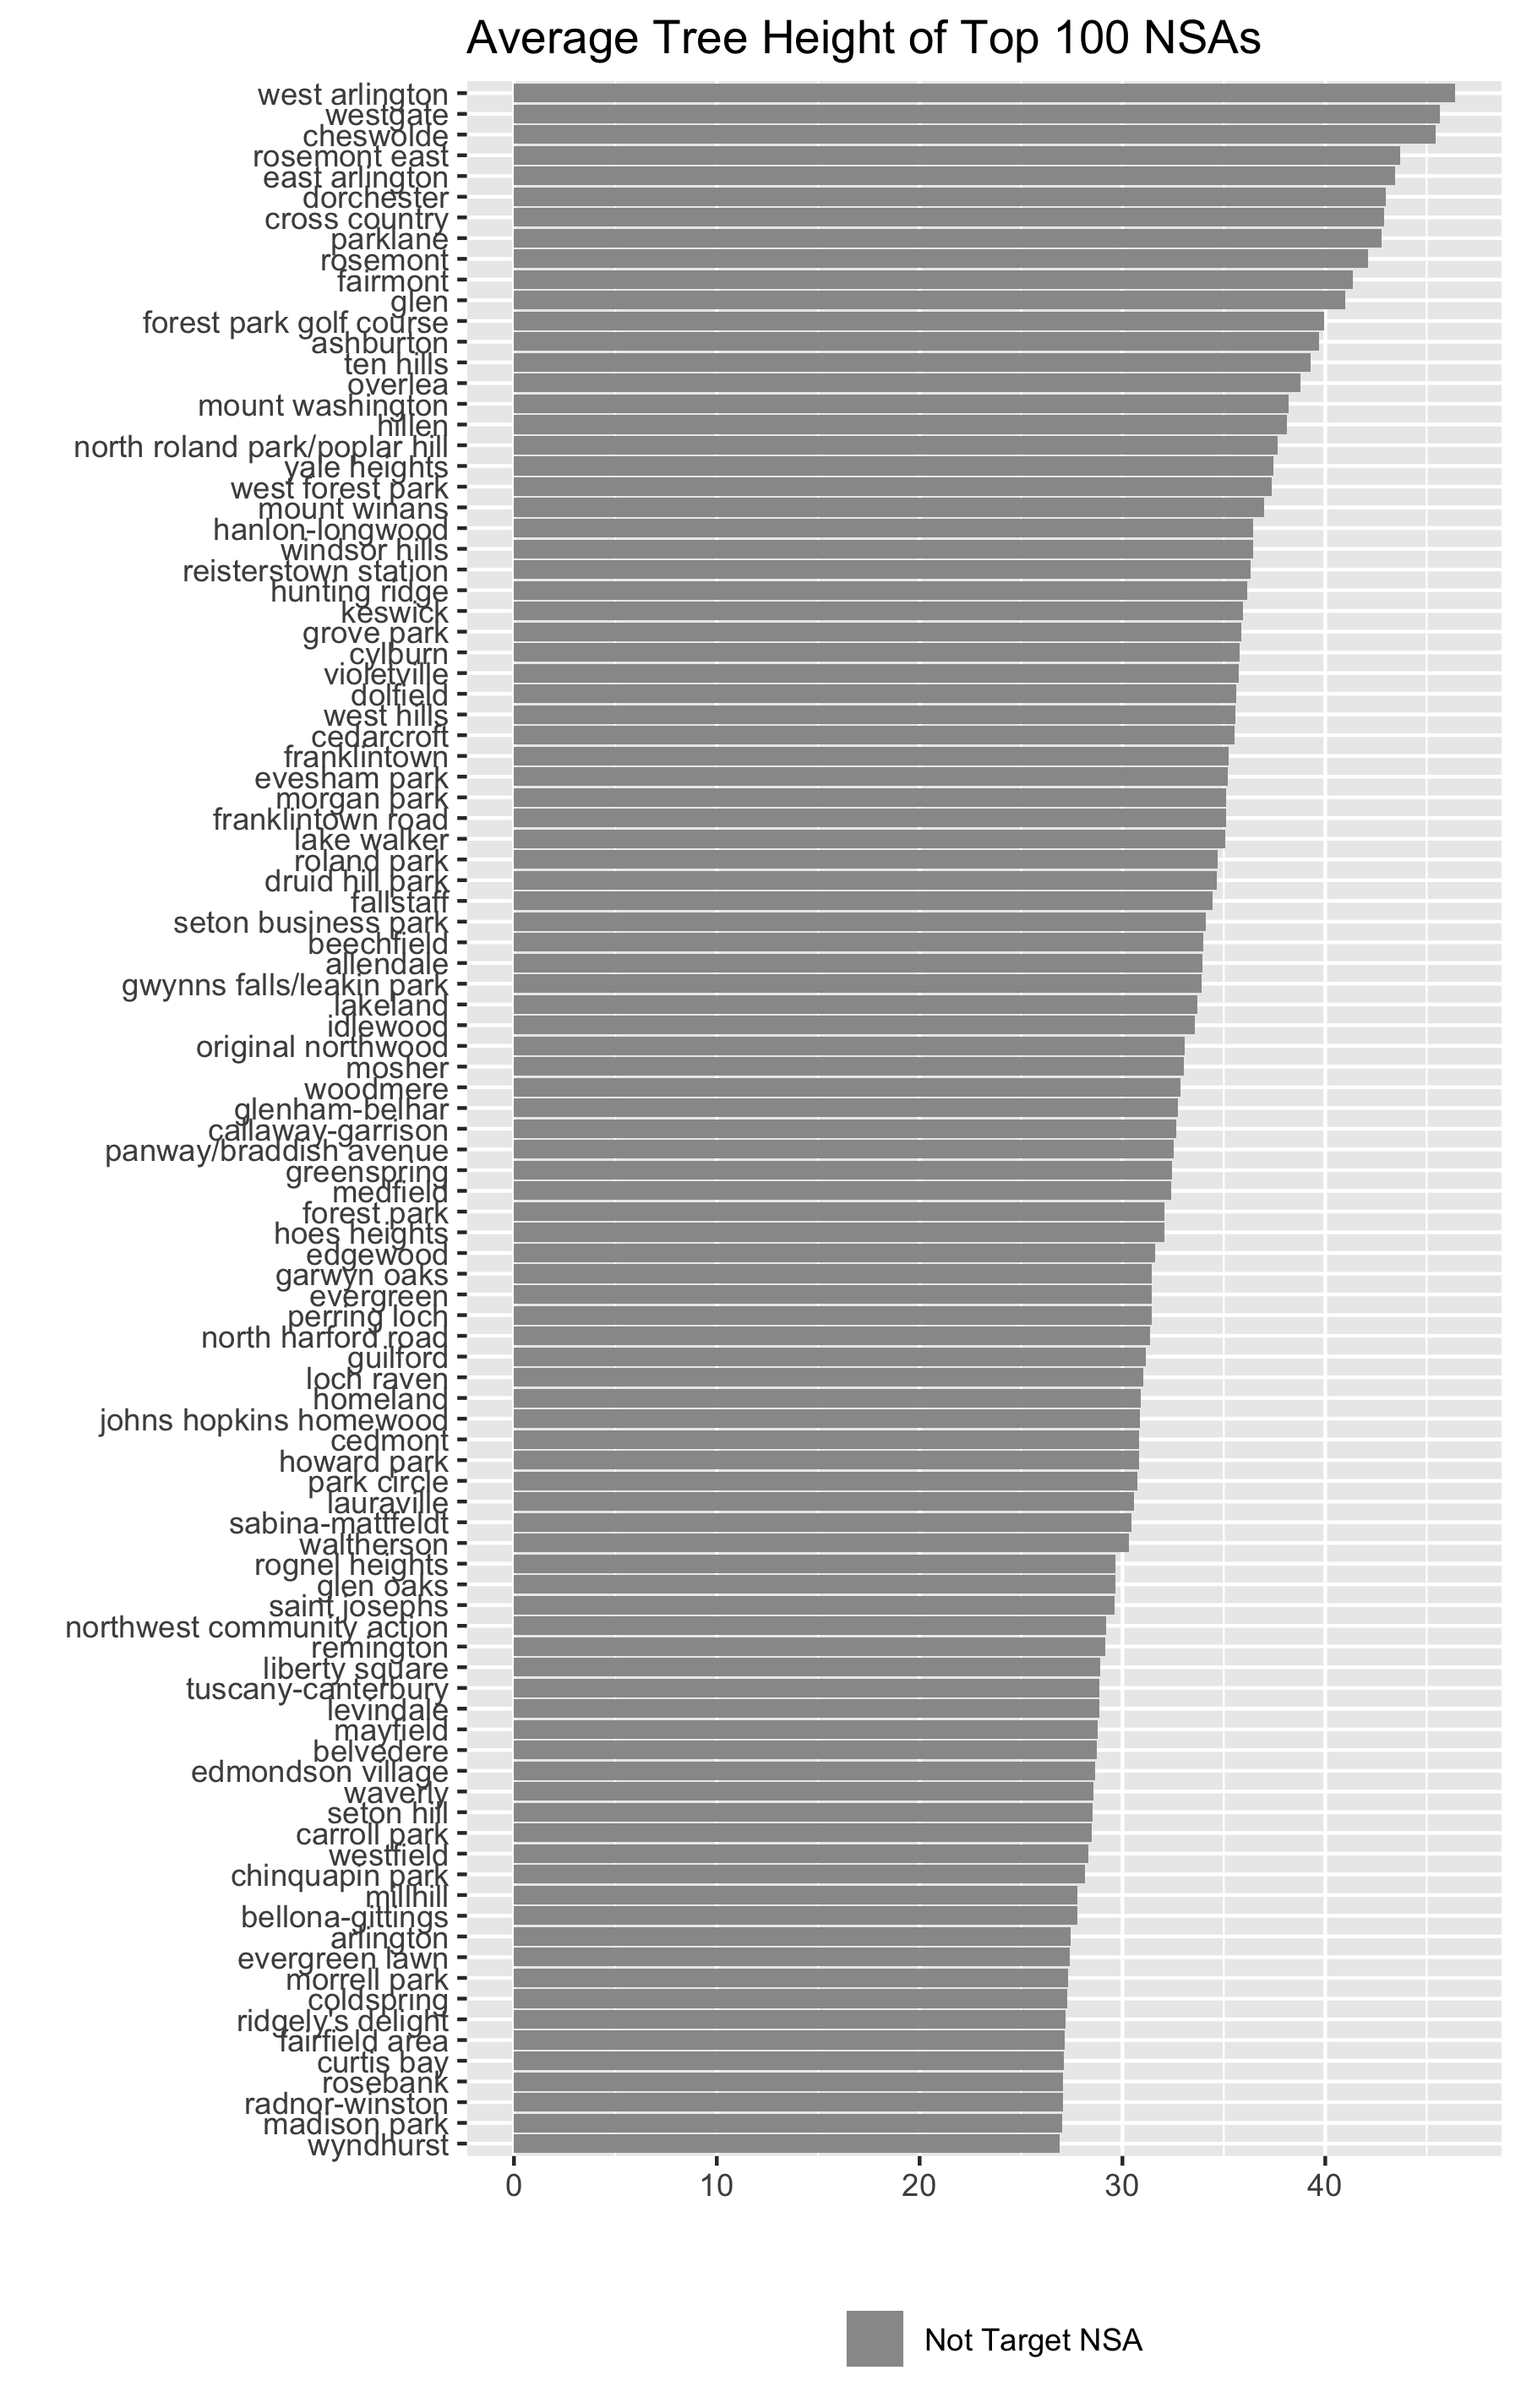 Average Tree Height of Top 100 NSAs
west arlington
westgate
cheswolde
rosemont east
east arlington
dorchester
cross country
parklane
rosemont
fairmont
glen
forest park golf course
ashburton
ten hills
overlea
mount washington
hillen
north roland park/poplar hill
yale heights
west forest park
mount winans
hanlon-longwood
windsor hills
reisterstown station
hunting ridge
keswick
grove park
cylburn
violetville
dolfield
west hills
cedarcroft
franklintown
evesham park
morgan park
franklintown road
lake walker
roland park
druid hill park
fallstaff
seton business park
beechfield
allendale
gwynns falls/leakin park
lakeland
idlewood
original northwood
mosher
woodmere
glenham-belhar
callaway-garrison
panway/braddish avenue
greenspring
medfield
forest park
hoes heights
edgewood
garwyn oaks
evergreen
perring loch
north harford road
guilford
loch raven
homeland
johns hopkins homewood
cedmont
howard park
park circle
lauraville
sabina-mattfeldt
waltherson
rognel heights
glen oaks
saint josephs
northwest community action
remington
liberty square
tuscany-canterbury
levindale
mayfield
belvedere
edmondson village
waverly
seton hill
carroll park
westfield
chinquapin park
millhill
bellona-gittings
arlington
evergreen lawn
morrell park
coldspring
ridgely's delight
fairfield area
curtis bay
rosebank
radnor-winston
madison park
wyndhurst
0 10 20 30 40
Not Target NSA